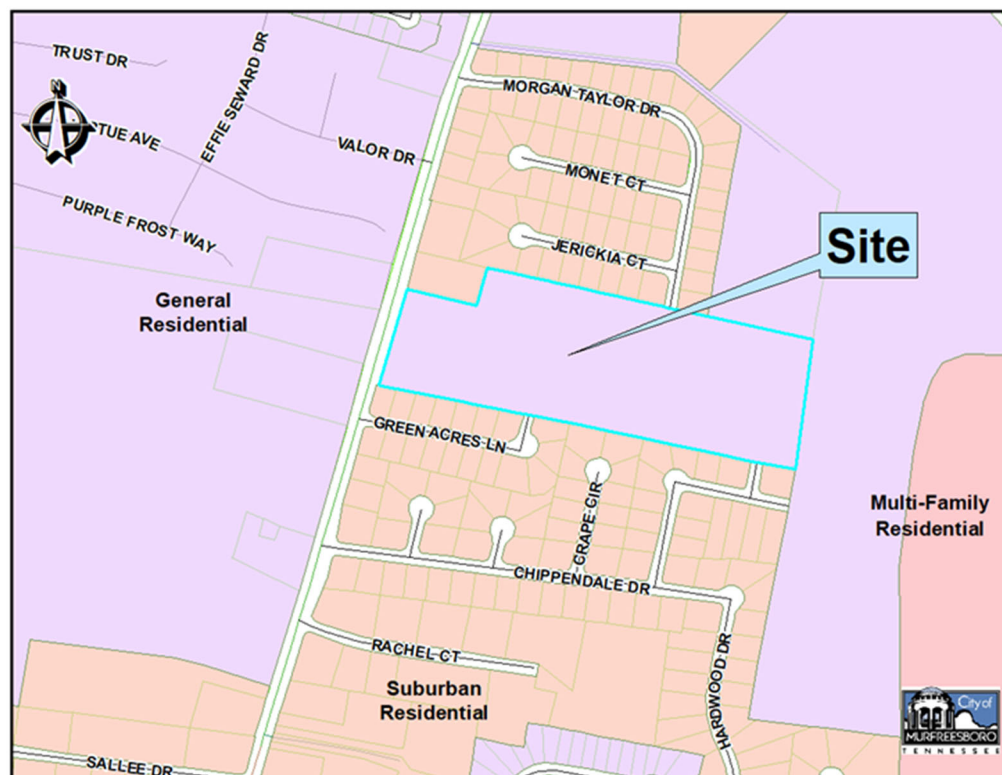 TRUST DR
EFFIE SEWARD DR
MORGAN TAYLOR DR
N
TUE AVE
VALOR DR
MONET CT
PURPLE FROST WAY
JERICKIA CT
Site
General
Residential
GREEN ACRES LN
Multi-Family
Residential
CRAPE CIR
CHIPPENDALE DR
RACHEL CT
Suburban
Residential
HARDWOOD DR
SALLEE DR
City of
MURFREESBORO
TENNESSEE